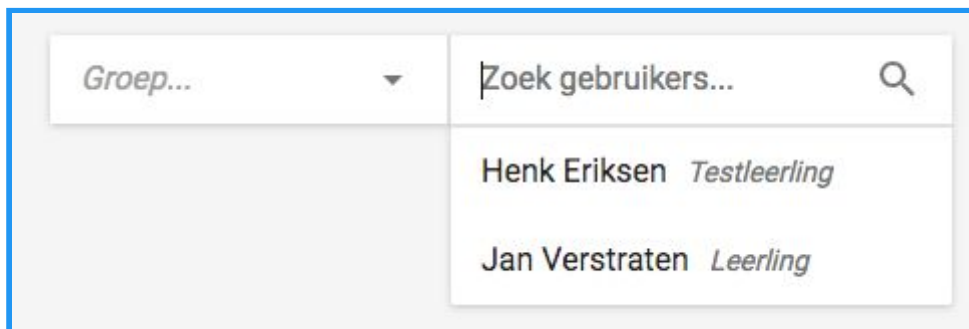 Groep... Zoek gebruikers...
Henk Eriksen Testleerling
Jan Verstraten Leerling